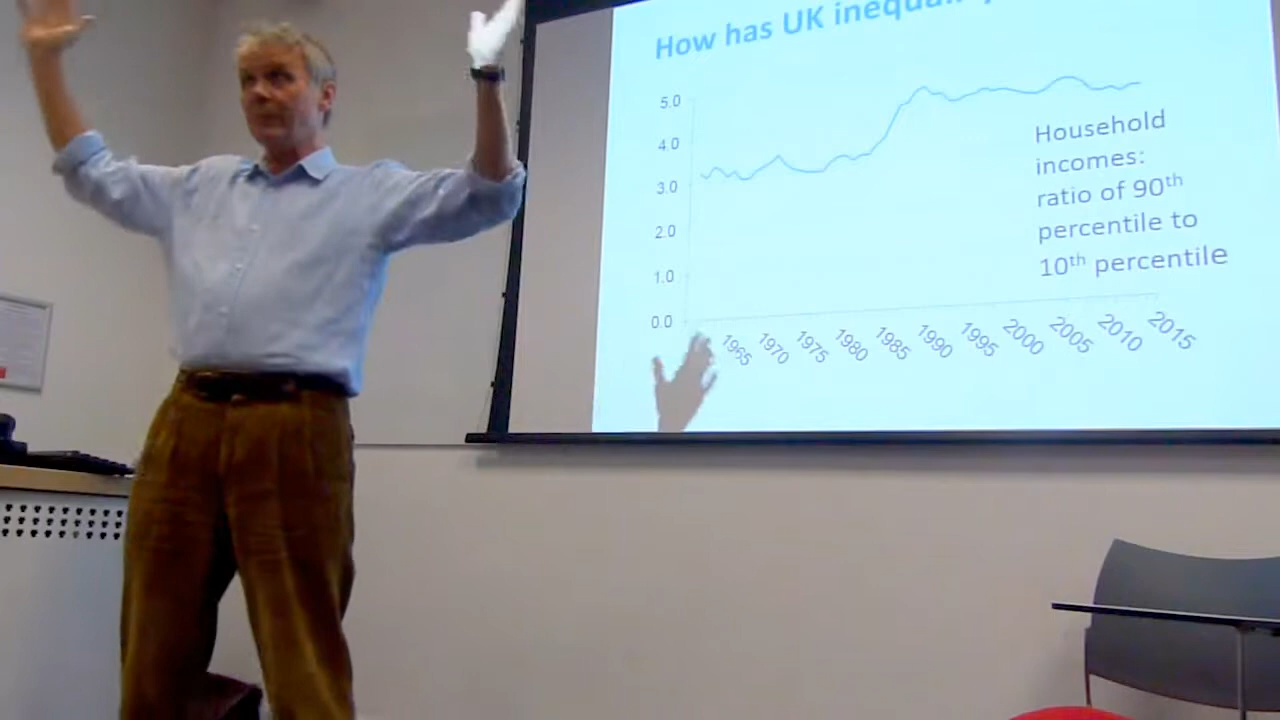 How has UK
5.0
4.0
3.0
2.0
1.0
0.0
Household
incomes:
ratio of 90th
percentile to
10th percentile
1965 1970 1975 1980 1985 1990 1995 2000 2005 2010 2015